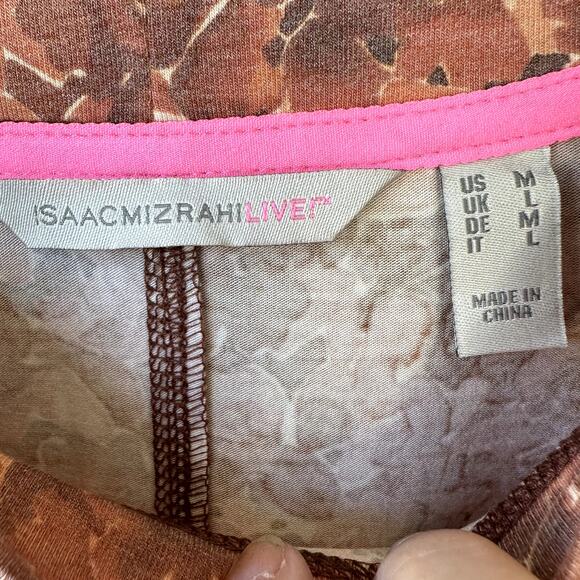 ISAACMIZRAHILIVE!™
US M
UK L
DE M
IT L
MADE IN
CHINA